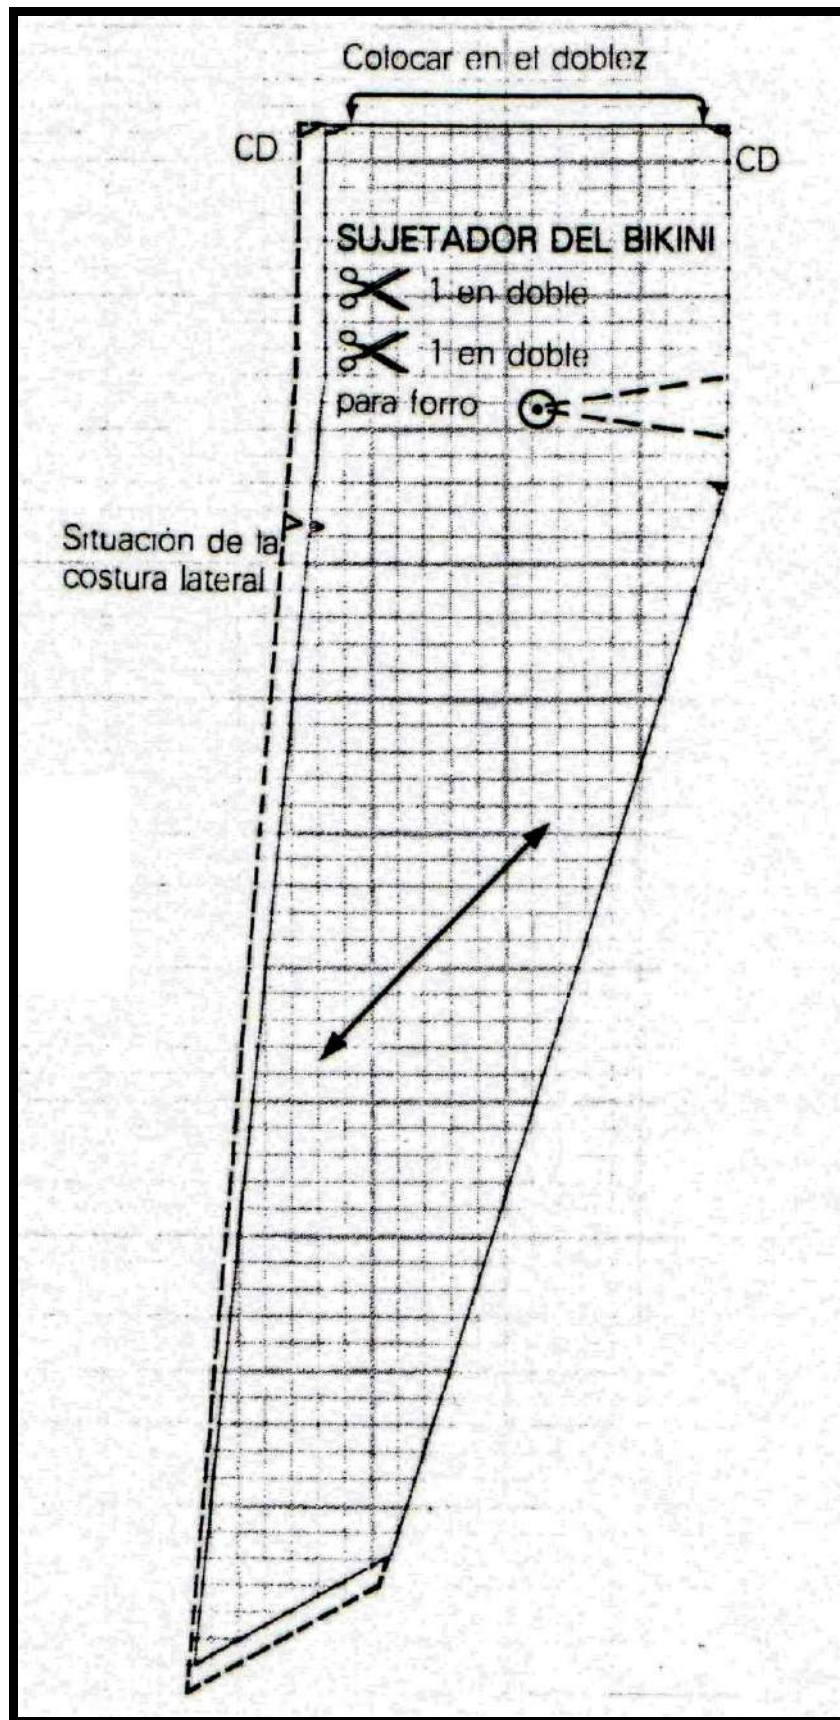 Colocar en el doblez
CD
CD
SUJETADOR DEL BIKINI
1 en doble
1 en doble
para forro
Situación de la
costura lateral